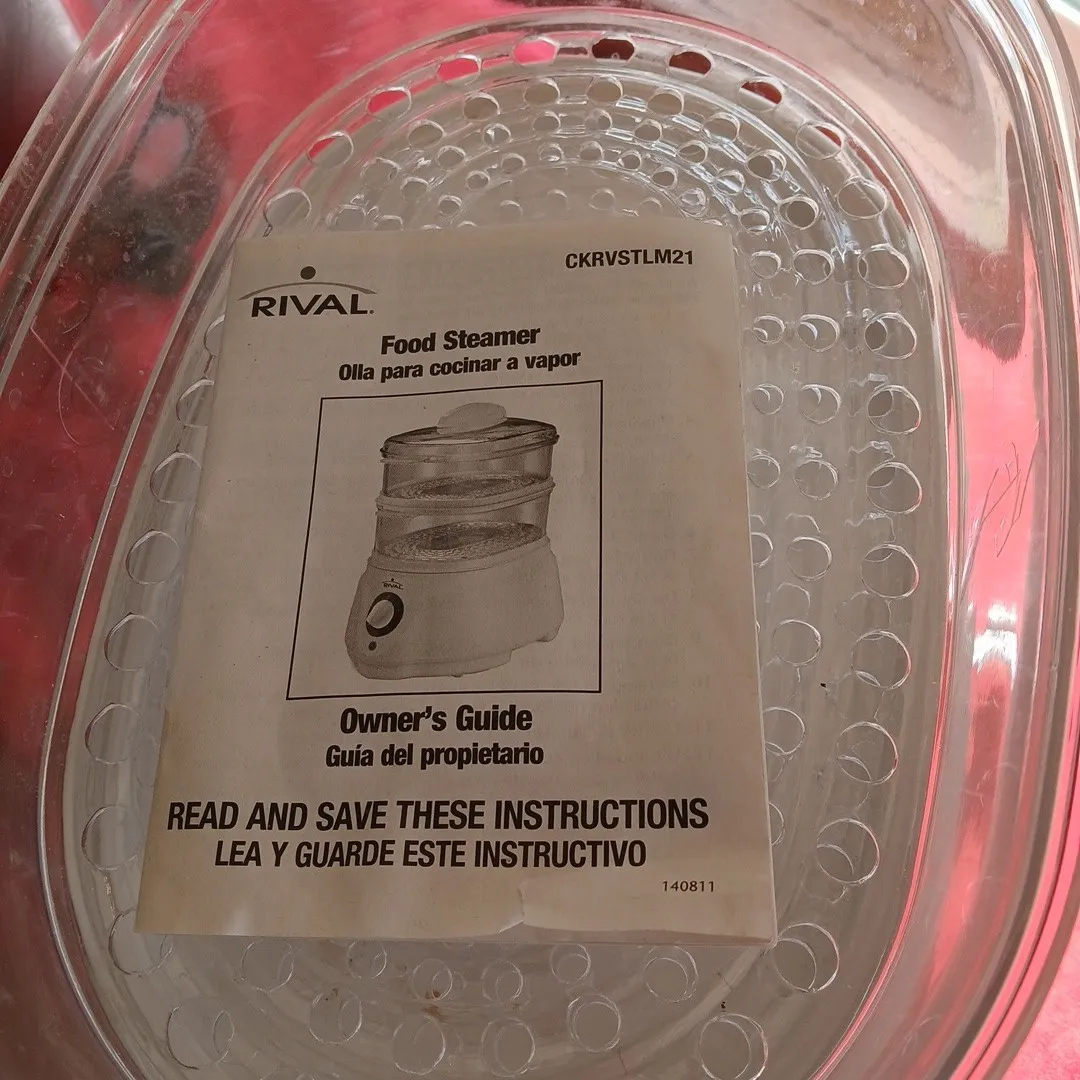 CKRVSTLM21
RIVAL.
Food Steamer
Olla para cocinar a vapor
RIVAL
Owner's Guide
Guía del propietario
READ AND SAVE THESE INSTRUCTIONS
LEA Y GUARDE ESTE INSTRUCTIVO
140811